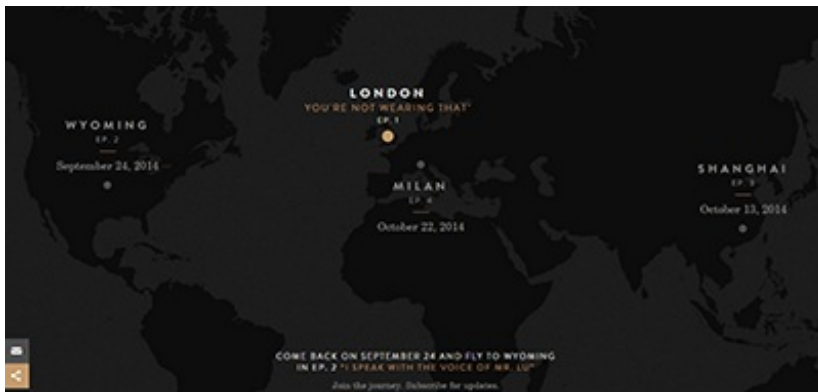 LONDON
YOU'RE NOT WEARING THAT
EP. 1
WYOMING
EP. 2
September 24, 2014
MILAN
EP. 4
October 22, 2014
SHANGHAI
EP. 3
October 13, 2014
COME BACK ON SEPTEMBER 24 AND FLY TO WYOMING
IN EP. 2 "I SPEAK WITH THE VOICE OF MR. LU"
Join the journey. Subscribe for updates.